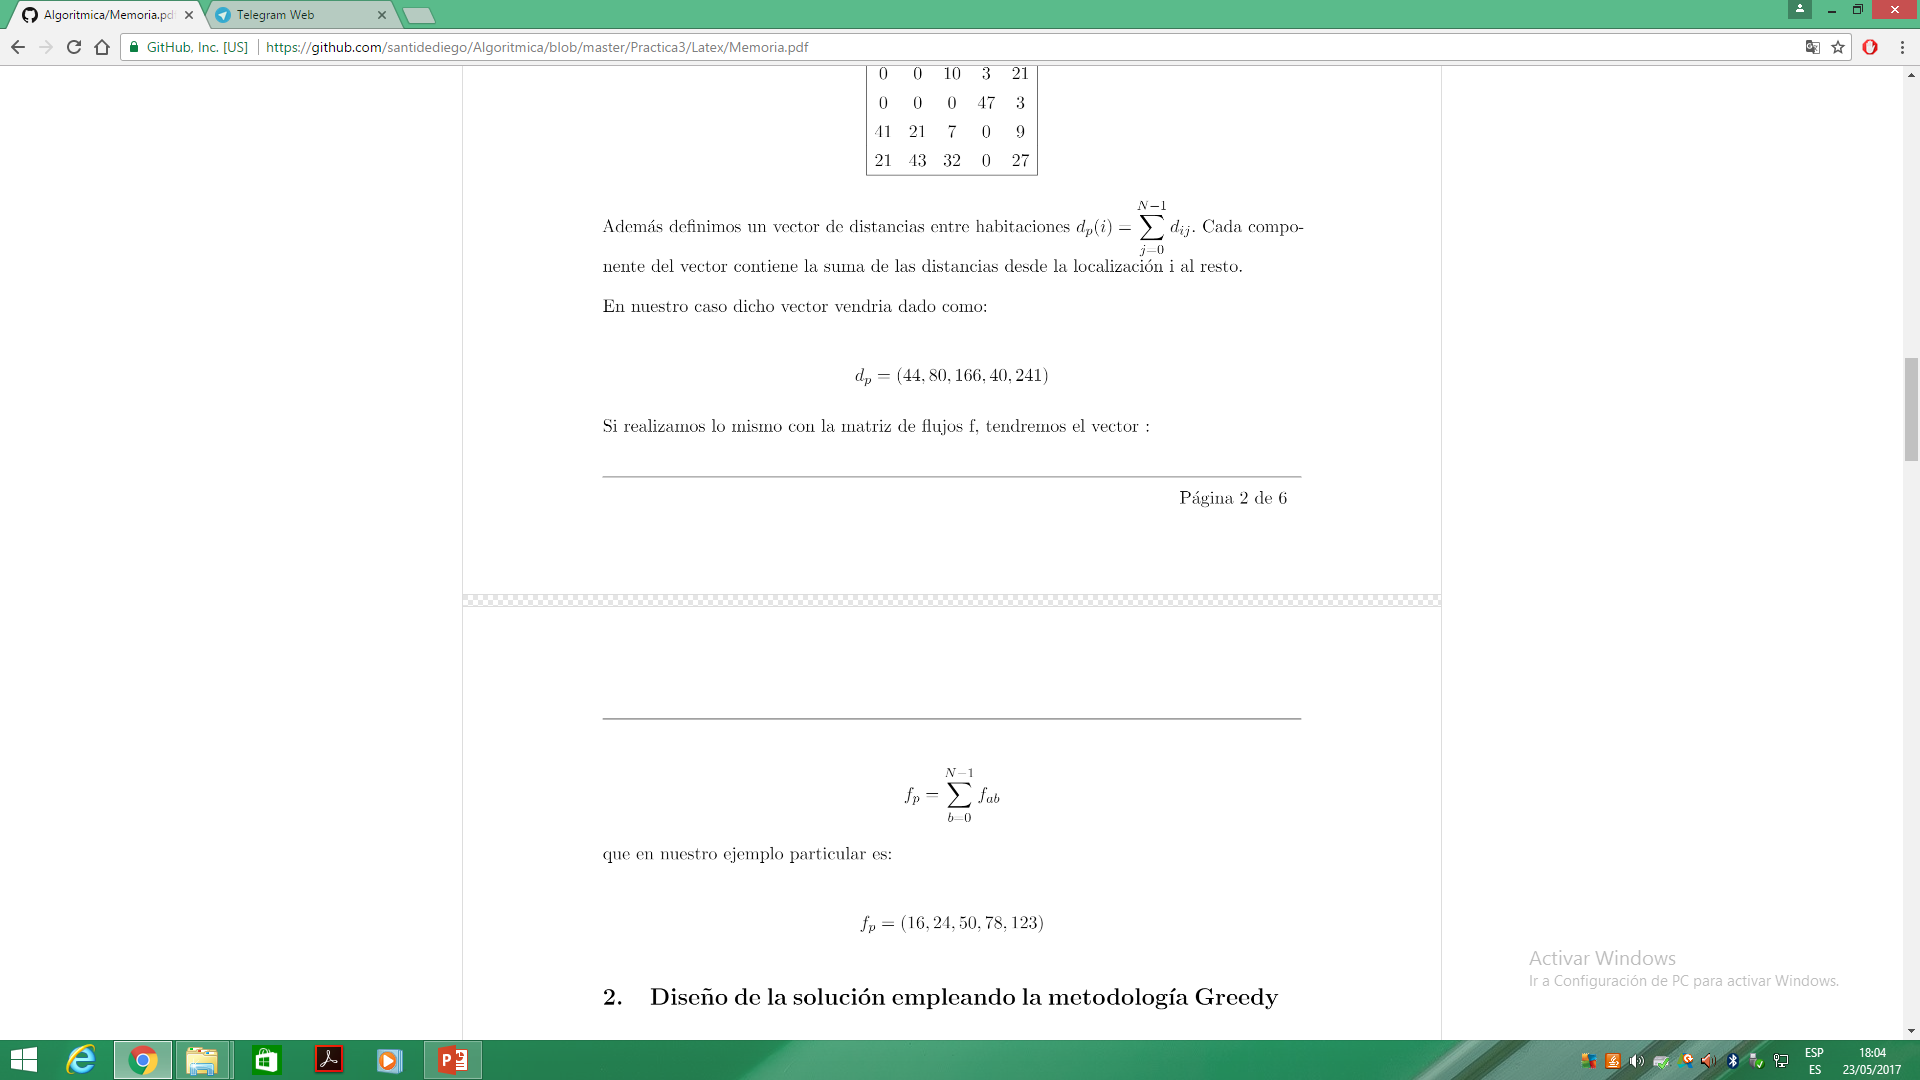 Algoritmica/Memoria.pd
Telegram Web
GitHub, Inc. [US]
https://github.com/santidediego/Algoritmica/blob/master/Practica3/Latex/Memoria.pdf
0 0 10 3 21
0 0 0 47 3
41 21 7 0 9
21 43 32 0 27
Además definimos un vector de distancias entre habitaciones d_p(i) = \sum_{j=0}^{N-1} d_{ij}. Cada compo-
nente del vector contiene la suma de las distancias desde la localización i al resto.
En nuestro caso dicho vector vendria dado como:
d_p = (44, 80, 166, 40, 241)
Si realizamos lo mismo con la matriz de flujos f, tendremos el vector :
Página 2 de 6
f_p = \sum_{b=0}^{N-1} f_{ab}
que en nuestro ejemplo particular es:
f_p = (16, 24, 50, 78, 123)
2. Diseño de la solución empleando la metodología Greedy
Activar Windows
Ir a Configuración de PC para activar Windows.
ESP
ES
18:04
23/05/2017